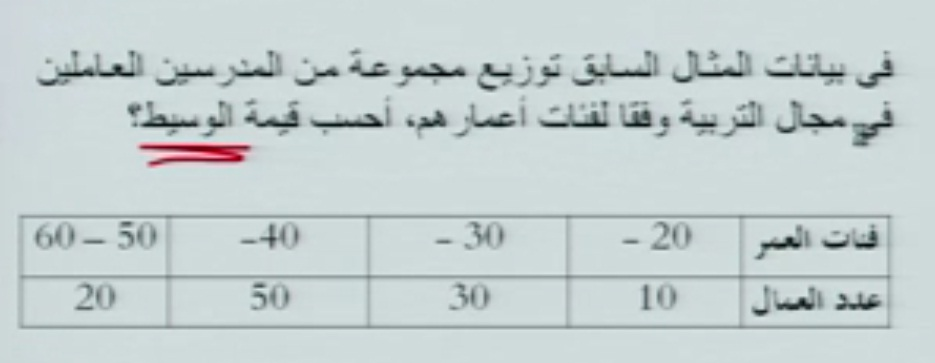 فى بيانات المثال السابق توزيع مجموعة من المدرسين العاملين
في مجال التربية وفقا لفئات أعمارهم، أحسب قيمة الوسيط؟
فئات العمر 20 - 30 - 40- 50 – 60
عدد العمال 10 30 50 20